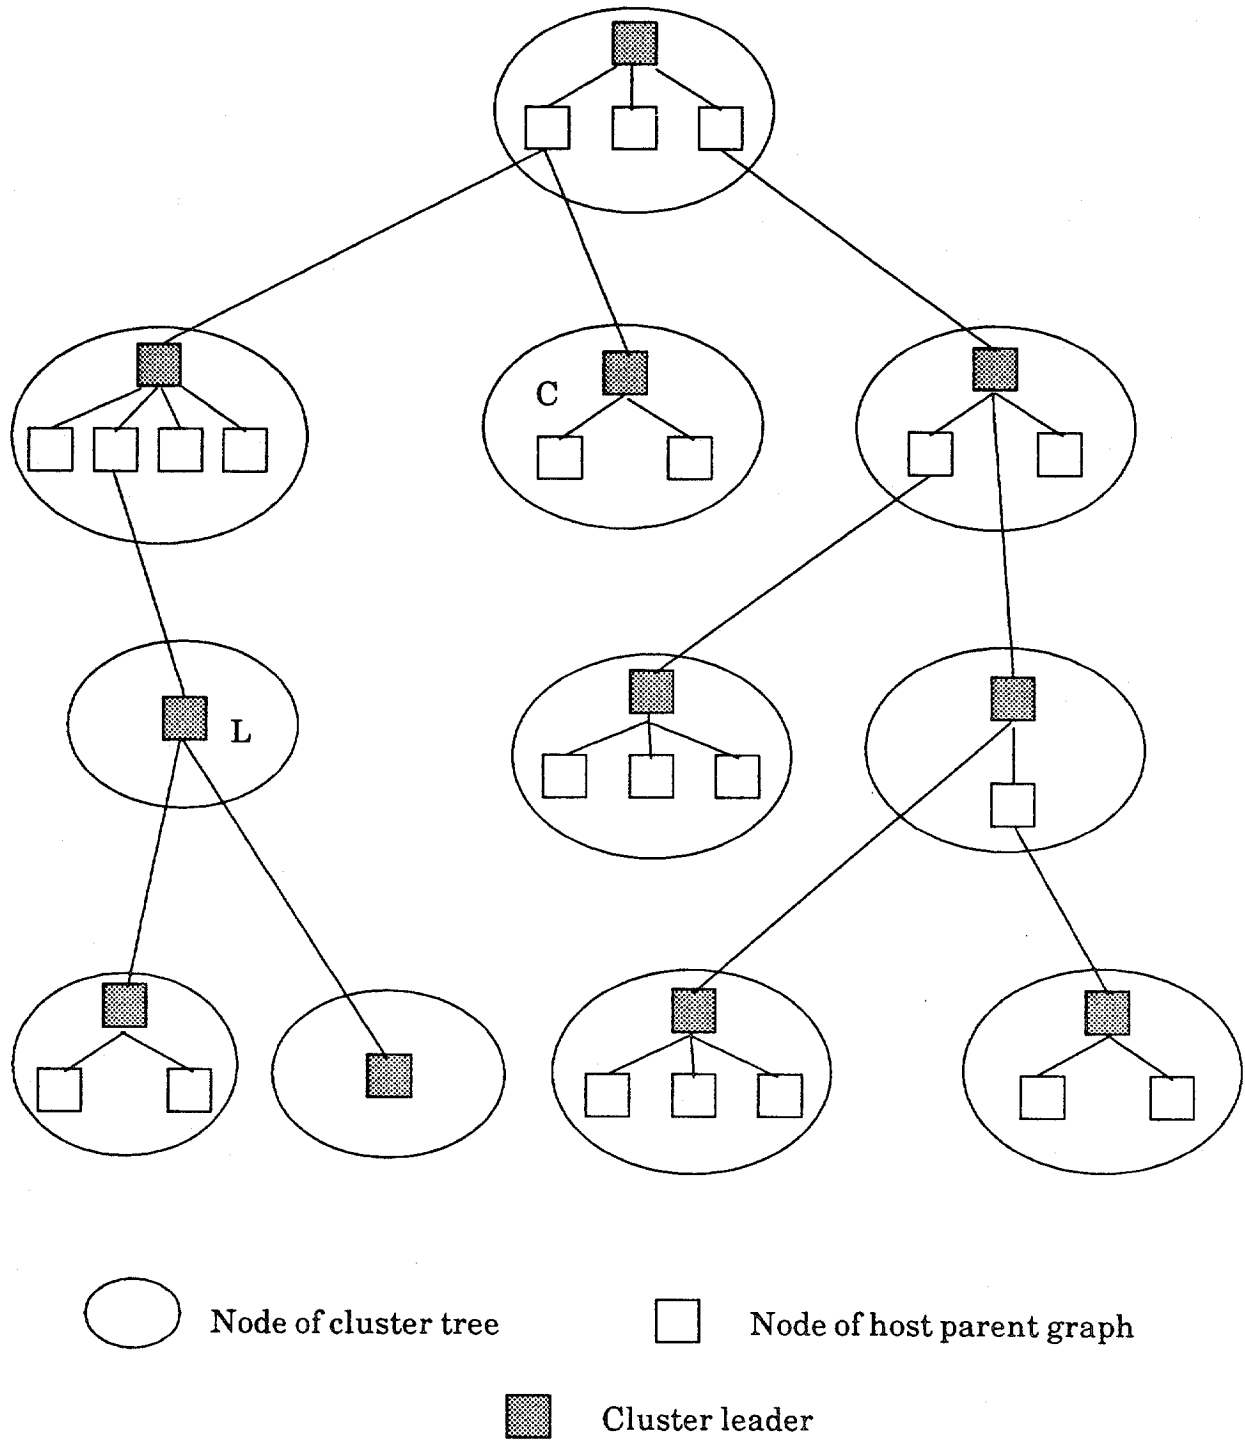 C
L
Node of cluster tree
Node of host parent graph
Cluster leader